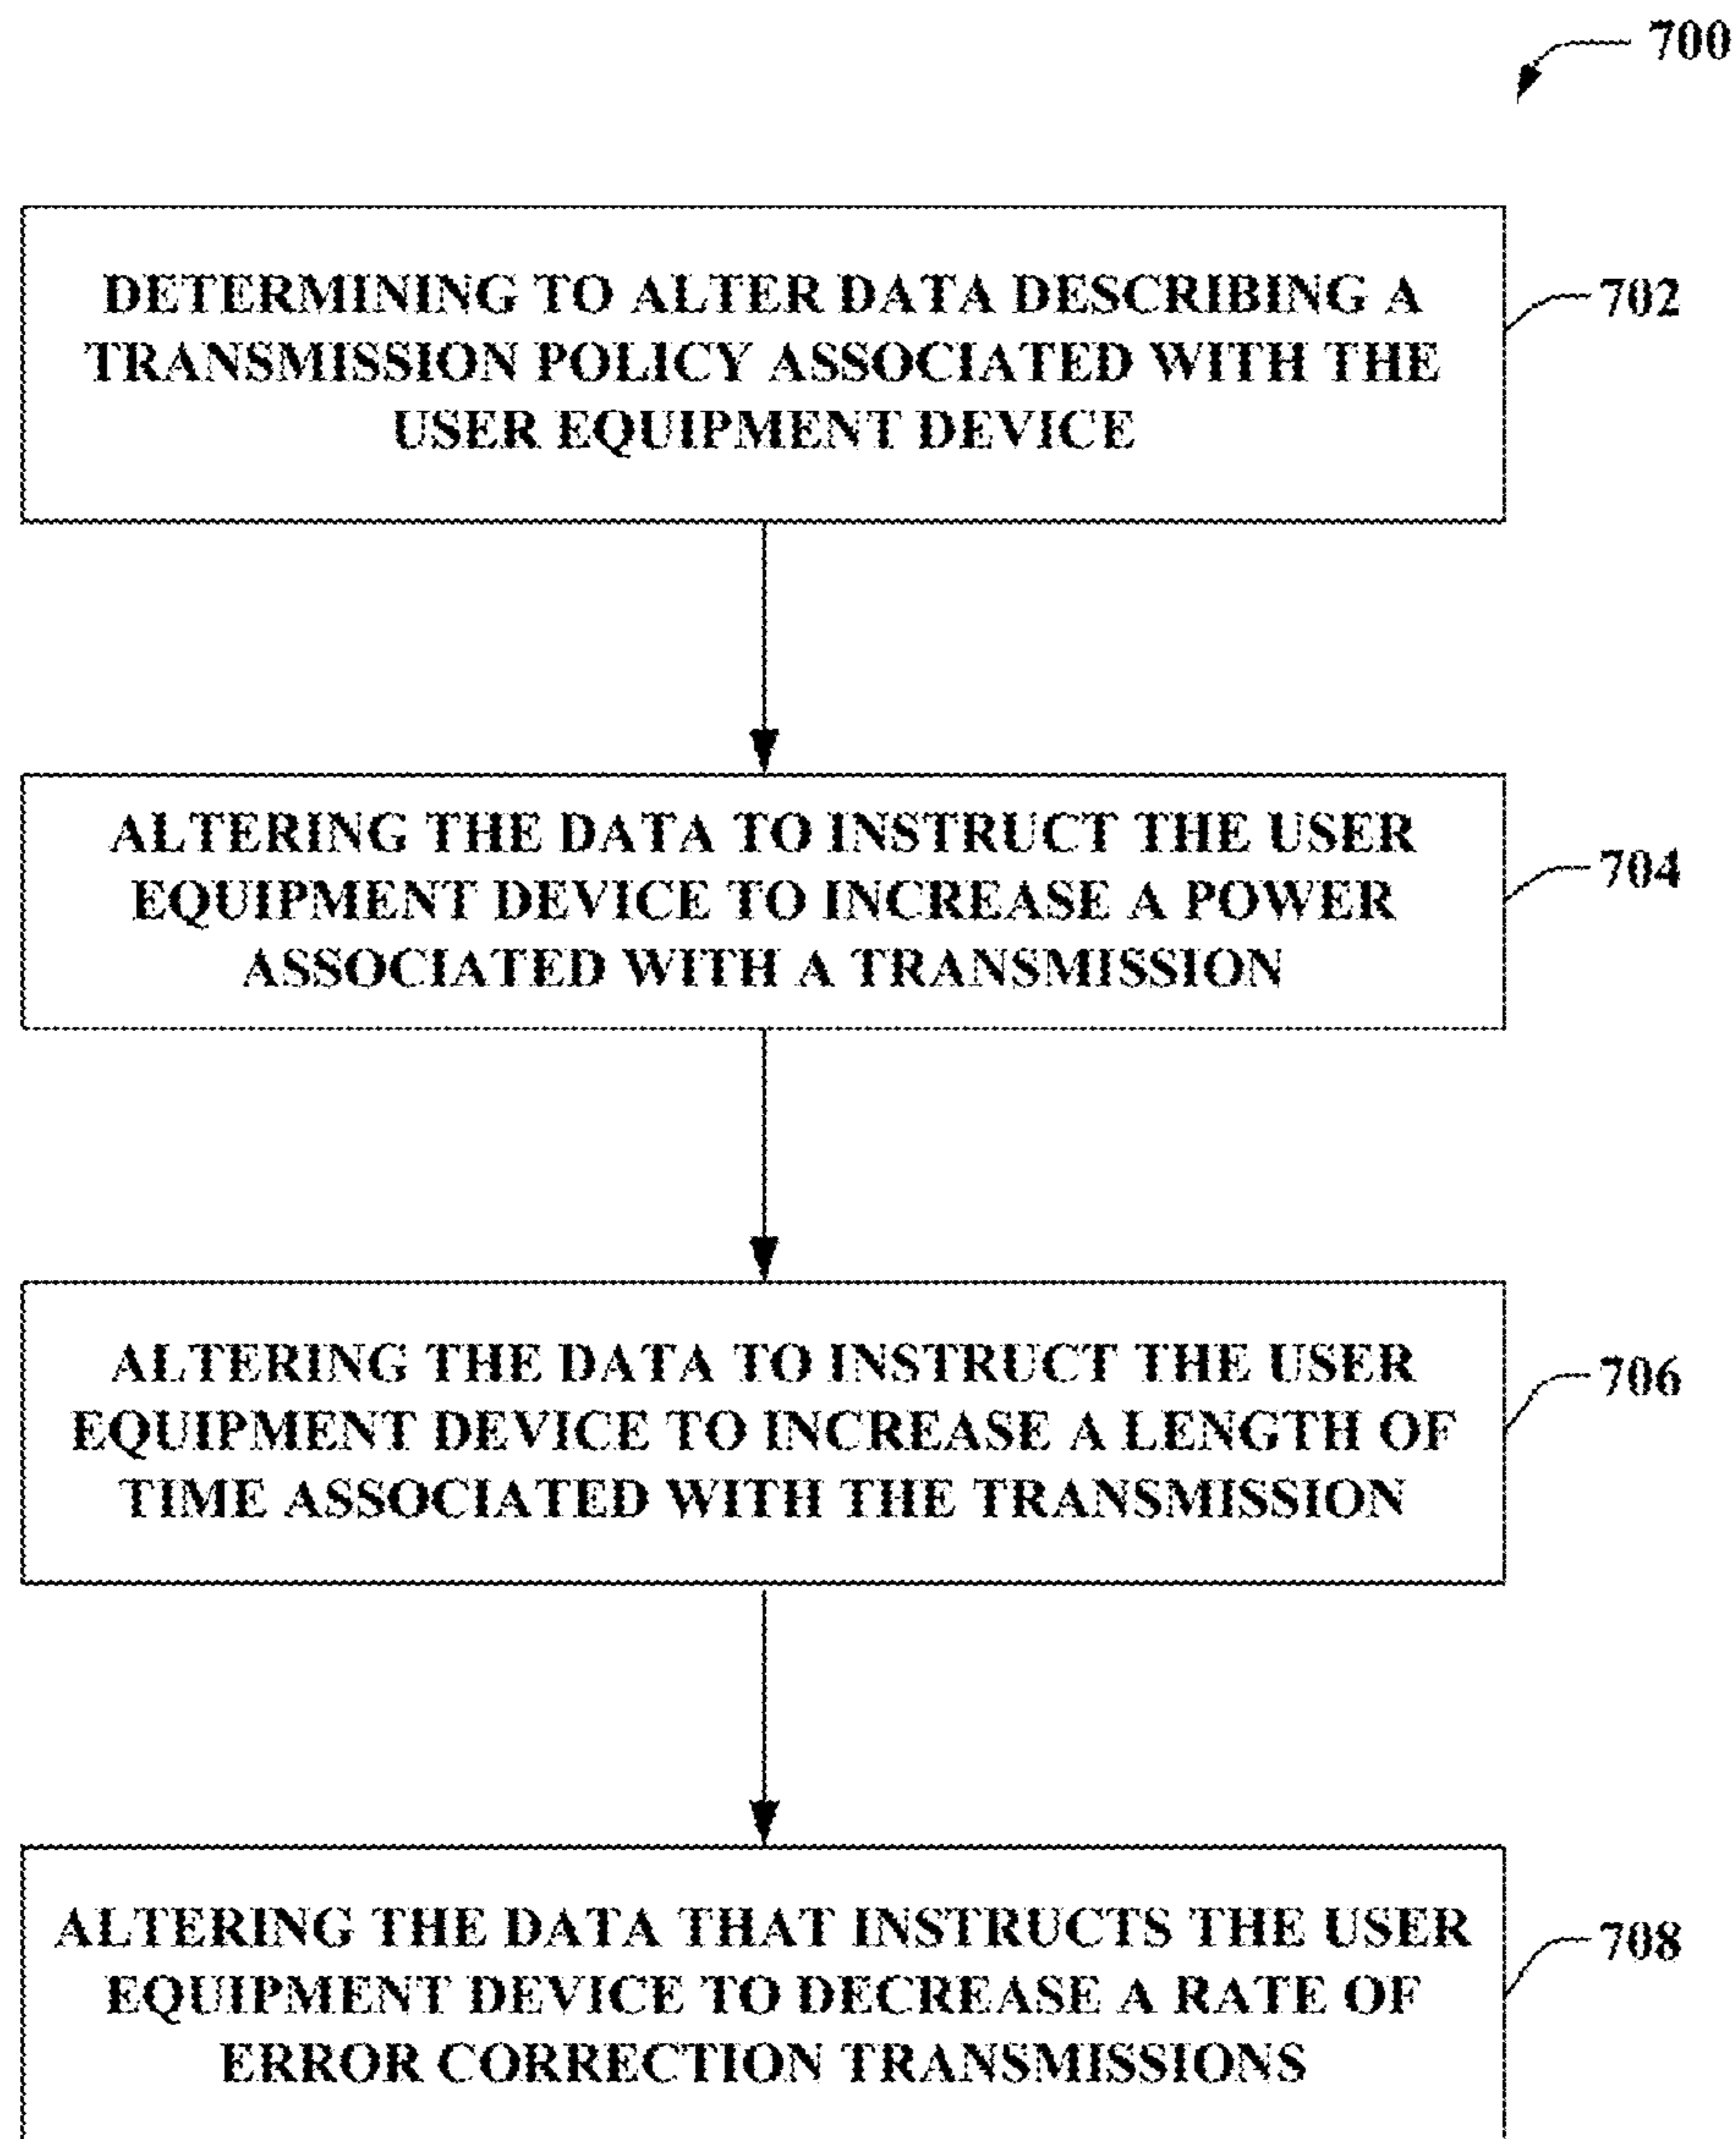 700
DETERMINING TO ALTER DATA DESCRIBING A
TRANSMISSION POLICY ASSOCIATED WITH THE
USER EQUIPMENT DEVICE
702
ALTERING THE DATA TO INSTRUCT THE USER
EQUIPMENT DEVICE TO INCREASE A POWER
ASSOCIATED WITH A TRANSMISSION
704
ALTERING THE DATA TO INSTRUCT THE USER
EQUIPMENT DEVICE TO INCREASE A LENGTH OF
TIME ASSOCIATED WITH THE TRANSMISSION
706
ALTERING THE DATA THAT INSTRUCTS THE USER
EQUIPMENT DEVICE TO DECREASE A RATE OF
ERROR CORRECTION TRANSMISSIONS
708